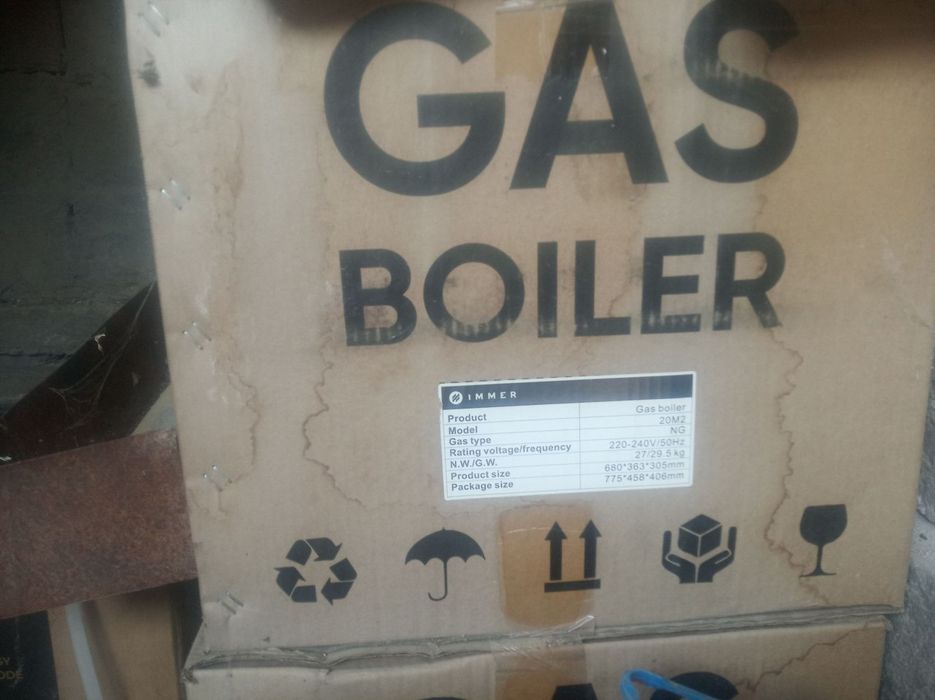 GAS
BOILER
IMMER
Product Gas boiler
Model 20M2
Gas type NG
Rating voltage/frequency 220-240V/50Hz
N.W./G.W. 27/29.5 kg
Product size 680*363*305mm
Package size 775*458*406mm